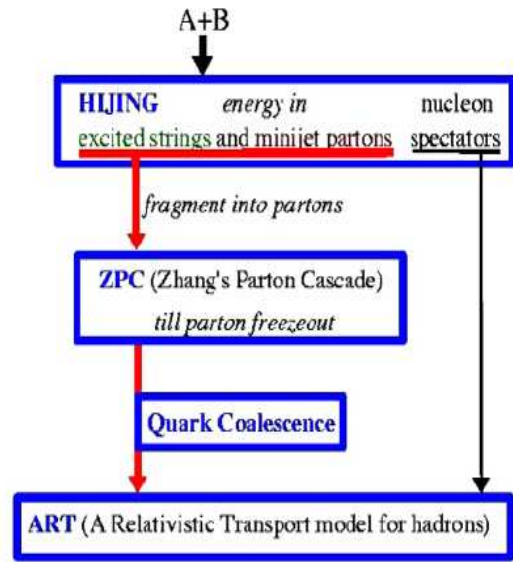 A+B
HIJING energy in nucleon
excited strings and minijet partons spectators
fragment into partons
ZPC (Zhang's Parton Cascade)
till parton freezeout
Quark Coalescence
ART (A Relativistic Transport model for hadrons)